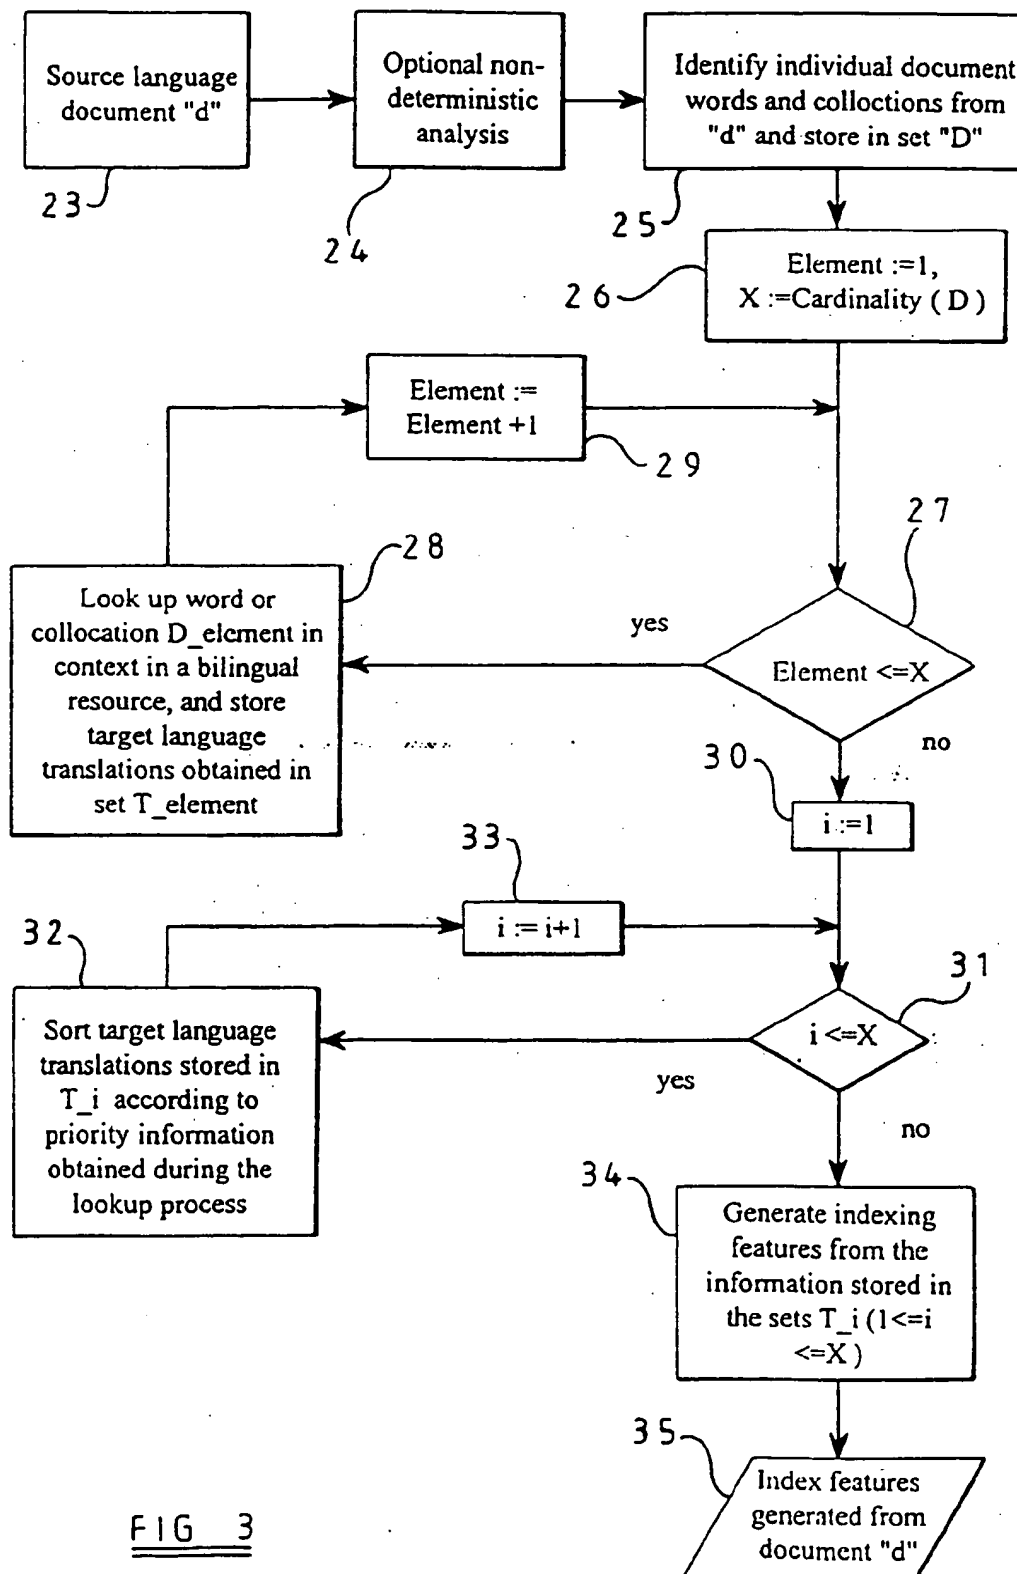 Source language
document "d"
Optional non-
deterministic
analysis
Identify individual document
words and colloctions from
"d" and store in set "D"
23
24
25
26
Element :=1,
X :=Cardinality ( D )
Element :=
Element +1
29
27
28
Look up word or
collocation D_element in
context in a bilingual
resource, and store
target language
translations obtained in
set T_element
yes
Element <=X
no
30
i :=1
33
i := i+1
32
31
Sort target language
translations stored in
T_i according to
priority information
obtained during the
lookup process
i <=X
yes
no
34
Generate indexing
features from the
information stored in
the sets T_i (1<=i
<=X )
35
Index features
generated from
document "d"
FIG 3